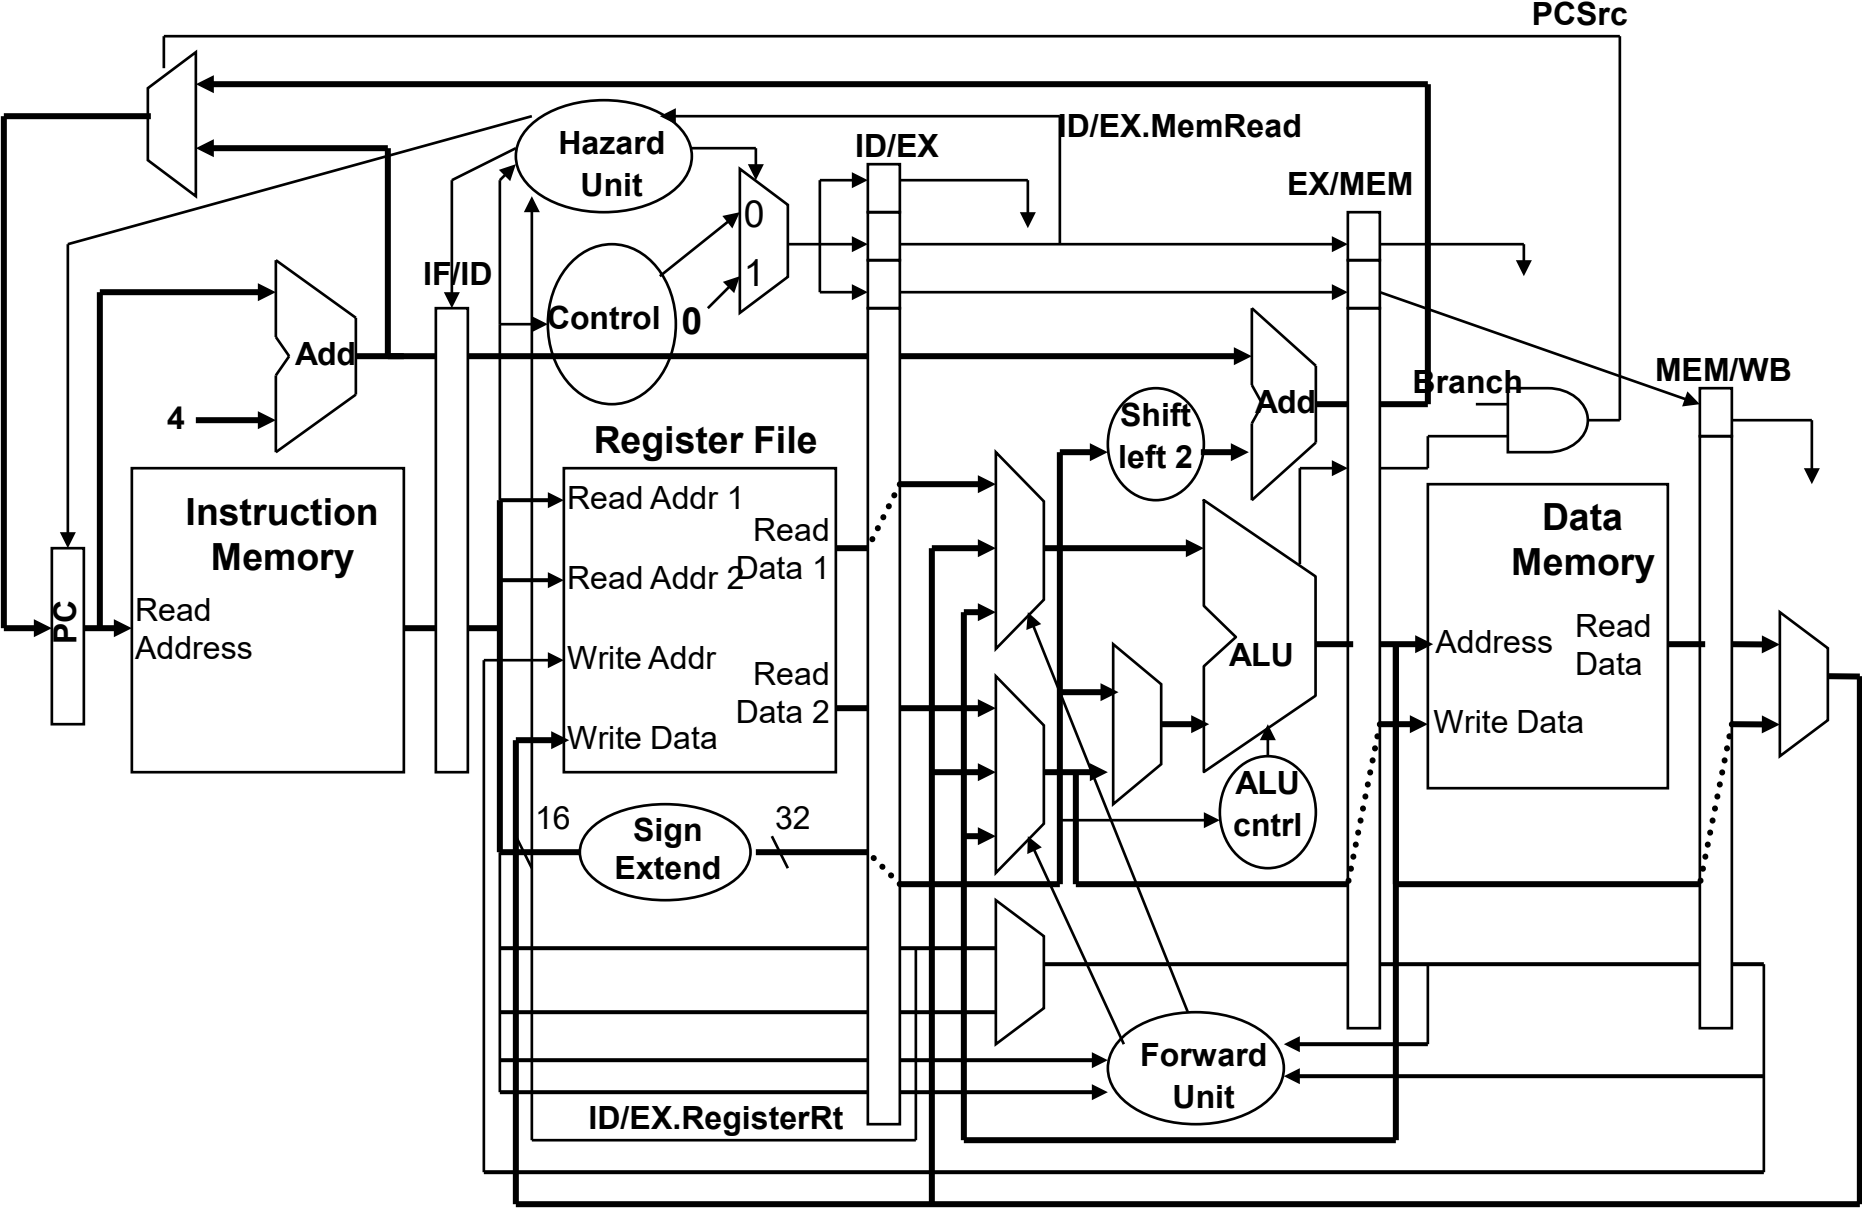 PCSrc
Hazard
Unit
ID/EX.MemRead
ID/EX
EX/MEM
0
1
IF/ID
Control
0
Add
4
MEM/WB
Branch
Add
Shift
left 2
Register File
Instruction
Memory
Read
Address
PC
Read Addr 1
Read
Data 1
Read Addr 2
Write Addr
Read
Data 2
Write Data
ALU
Data
Memory
Address
Read
Data
Write Data
ALU
cntrl
16
Sign
Extend
32
Forward
Unit
ID/EX.RegisterRt